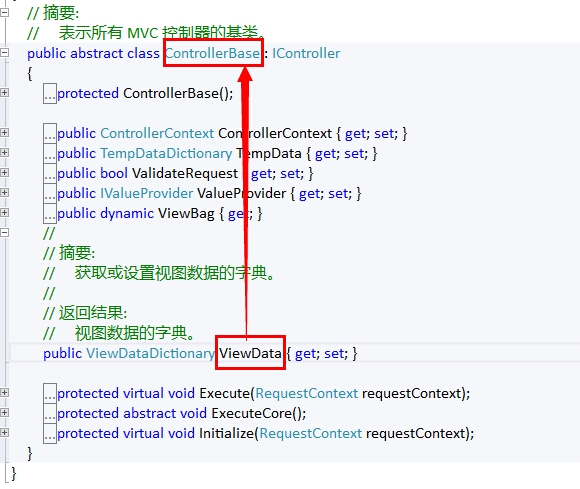 // 摘要:
//     表示所有 MVC 控制器的基类。
public abstract class ControllerBase : IController
{
...protected ControllerBase();
...public ControllerContext ControllerContext { get; set; }
...public TempDataDictionary TempData { get; set; }
...public bool ValidateRequest { get; set; }
...public IValueProvider ValueProvider { get; set; }
...public dynamic ViewBag { get; }
//
// 摘要:
//     获取或设置视图数据的字典。
//
// 返回结果:
//     视图数据的字典。
public ViewDataDictionary ViewData { get; set; }
...protected virtual void Execute(RequestContext requestContext);
...protected abstract void ExecuteCore();
...protected virtual void Initialize(RequestContext requestContext);
}
}